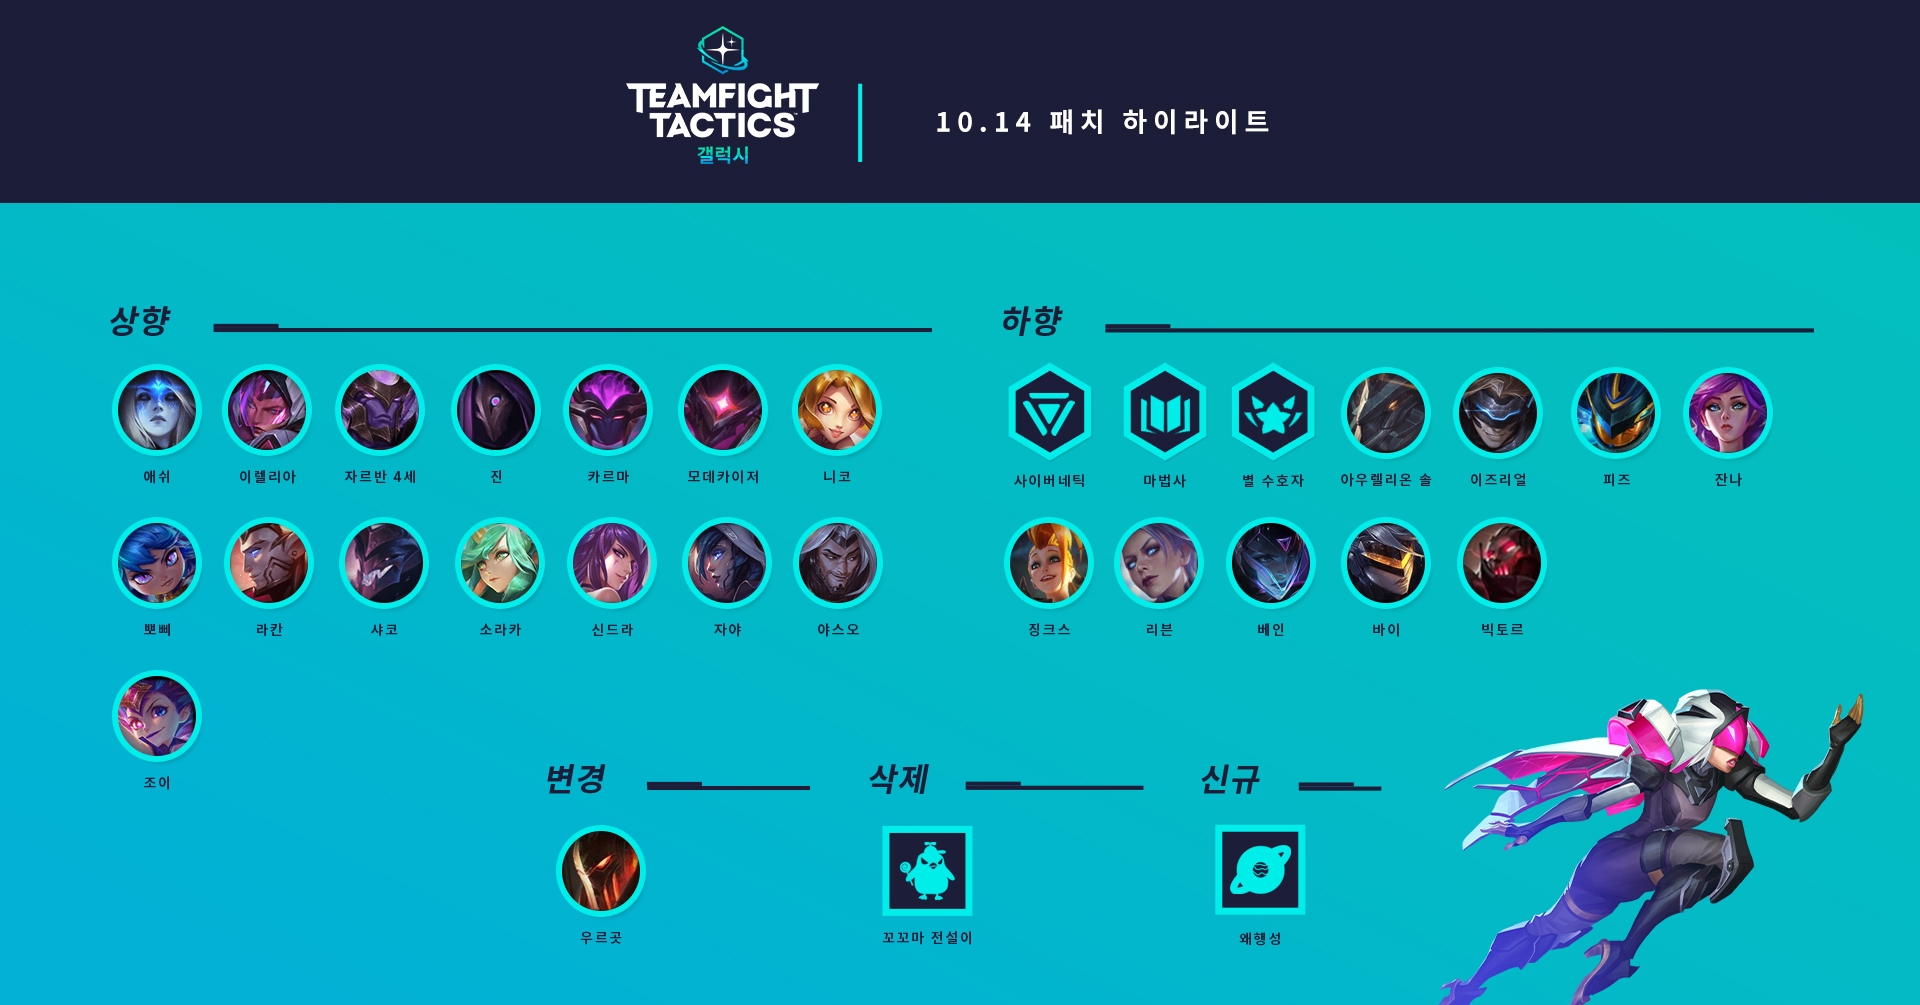 TEAMFIGHT
TACTICS
갤럭시
10.14 패치 하이라이트
상향
애쉬 이렐리아 자르반 4세 진 카르마 모데카이저 니코
뽀삐 라칸 샤코 소라카 신드라 자야 야스오
조이
하향
사이버네틱 마법사 별 수호자 아우렐리온 솔 이즈리얼 피즈 잔나
징크스 리븐 베인 바이 빅토르
변경
우르곳
삭제
꼬꼬마 전설이
신규
왜행성